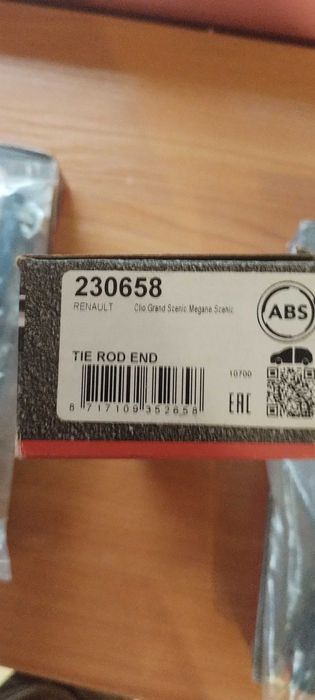 230658
RENAULT Clio Grand Scenic Megane Scenic
ABS
TIE ROD END
10700
8 717109 352658
EAC